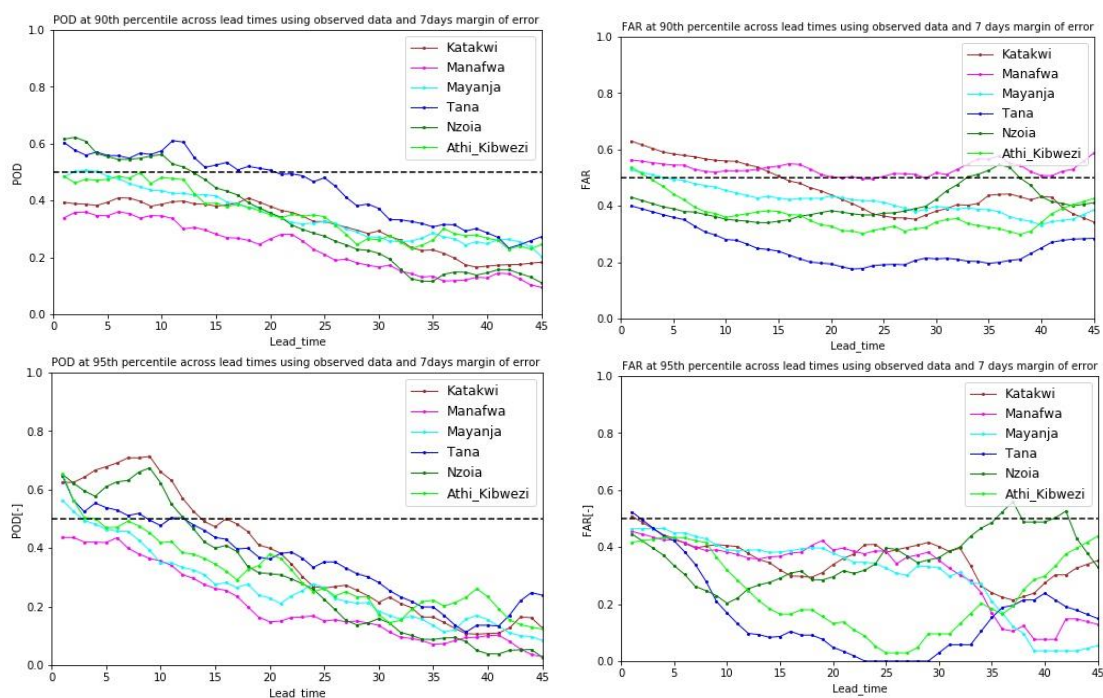 POD at 90th percentile across lead times using observed data and 7days margin of error
1.0
0.8
0.6
0.4
0.2
0.0
POD
0 5 10 15 20 25 30 35 40 45
Lead_time
Katakwi
Manafwa
Mayanja
Tana
Nzoia
Athi_Kibwezi
FAR at 90th percentile across lead times using observed data and 7 days margin of error
1.0
0.8
0.6
0.4
0.2
0.0
FAR
0 5 10 15 20 25 30 35 40 45
Lead_time
Katakwi
Manafwa
Mayanja
Tana
Nzoia
Athi_Kibwezi
POD at 95th percentile across lead times using observed data and 7days margin of error
1.0
0.8
0.6
0.4
0.2
0.0
POD[-]
0 5 10 15 20 25 30 35 40 45
Lead_time
Katakwi
Manafwa
Mayanja
Tana
Nzoia
Athi_Kibwezi
FAR at 95th percentile across lead times using observed data and 7 days margin of error
1.0
0.8
0.6
0.4
0.2
0.0
FAR[-]
0 5 10 15 20 25 30 35 40 45
Lead_time
Katakwi
Manafwa
Mayanja
Tana
Nzoia
Athi_Kibwezi